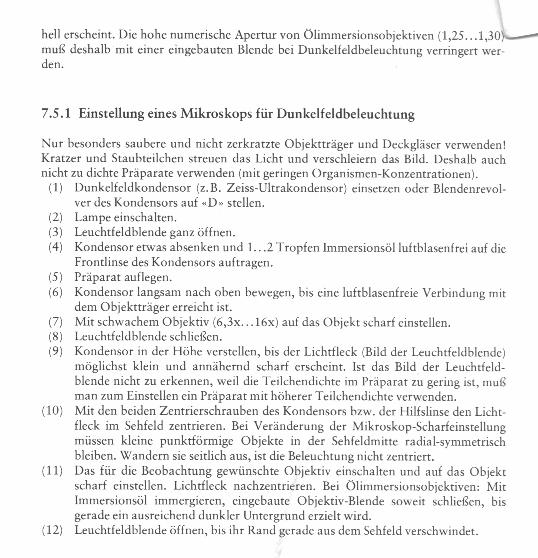 hell erscheint. Die hohe numerische Apertur von Ölimmersionsobjektiven (1,25...1,30)
muß deshalb mit einer eingebauten Blende bei Dunkelfeldbeleuchtung verringert wer-
den.
7.5.1 Einstellung eines Mikroskops für Dunkelfeldbeleuchtung
Nur besonders saubere und nicht zerkratzte Objektträger und Deckgläser verwenden!
Kratzer und Staubteilchen streuen das Licht und verschleiern das Bild. Deshalb auch
nicht zu dichte Präparate verwenden (mit geringen Organismen-Konzentrationen).
(1) Dunkelfeldkondensor (z.B. Zeiss-Ultrakondensor) einsetzen oder Blendenrevol-
ver des Kondensors auf «D» stellen.
(2) Lampe einschalten.
(3) Leuchtfeldblende ganz öffnen.
(4) Kondensor etwas absenken und 1...2 Tropfen Immersionsöl luftblasenfrei auf die
Frontlinse des Kondensors auftragen.
(5) Präparat auflegen.
(6) Kondensor langsam nach oben bewegen, bis eine luftblasenfreie Verbindung mit
dem Objektträger erreicht ist.
(7) Mit schwachem Objektiv (6,3x...16x) auf das Objekt scharf einstellen.
(8) Leuchtfeldblende schließen.
(9) Kondensor in der Höhe verstellen, bis der Lichtfleck (Bild der Leuchtfeldblende)
möglichst klein und annähernd scharf erscheint. Ist das Bild der Leuchtfeld-
blende nicht zu erkennen, weil die Teilchendichte im Präparat zu gering ist, muß
man zum Einstellen ein Präparat mit höherer Teilchendichte verwenden.
(10) Mit den beiden Zentrierschrauben des Kondensors bzw. der Hilfslinse den Licht-
fleck im Sehfeld zentrieren. Bei Veränderung der Mikroskop-Scharfeinstellung
müssen kleine punktförmige Objekte in der Sehfeldmitte radial-symmetrisch
bleiben. Wandern sie seitlich aus, ist die Beleuchtung nicht zentriert.
(11) Das für die Beobachtung gewünschte Objektiv einschalten und auf das Objekt
scharf einstellen. Lichtfleck nachzentrieren. Bei Ölimmersionsobjektiven: Mit
Immersionsöl immergieren, eingebaute Objektiv-Blende soweit schließen, bis
gerade ein ausreichend dunkler Untergrund erzielt wird.
(12) Leuchtfeldblende öffnen, bis ihr Rand gerade aus dem Sehfeld verschwindet.